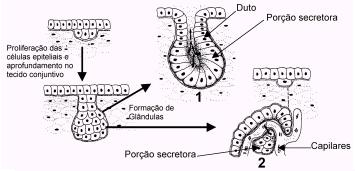 Duto
Porção secretora
Proliferação das
células epiteliais e
aprofundamento no
tecido conjuntivo
1
Formação de
Glândulas
Porção secretora
2
Capilares